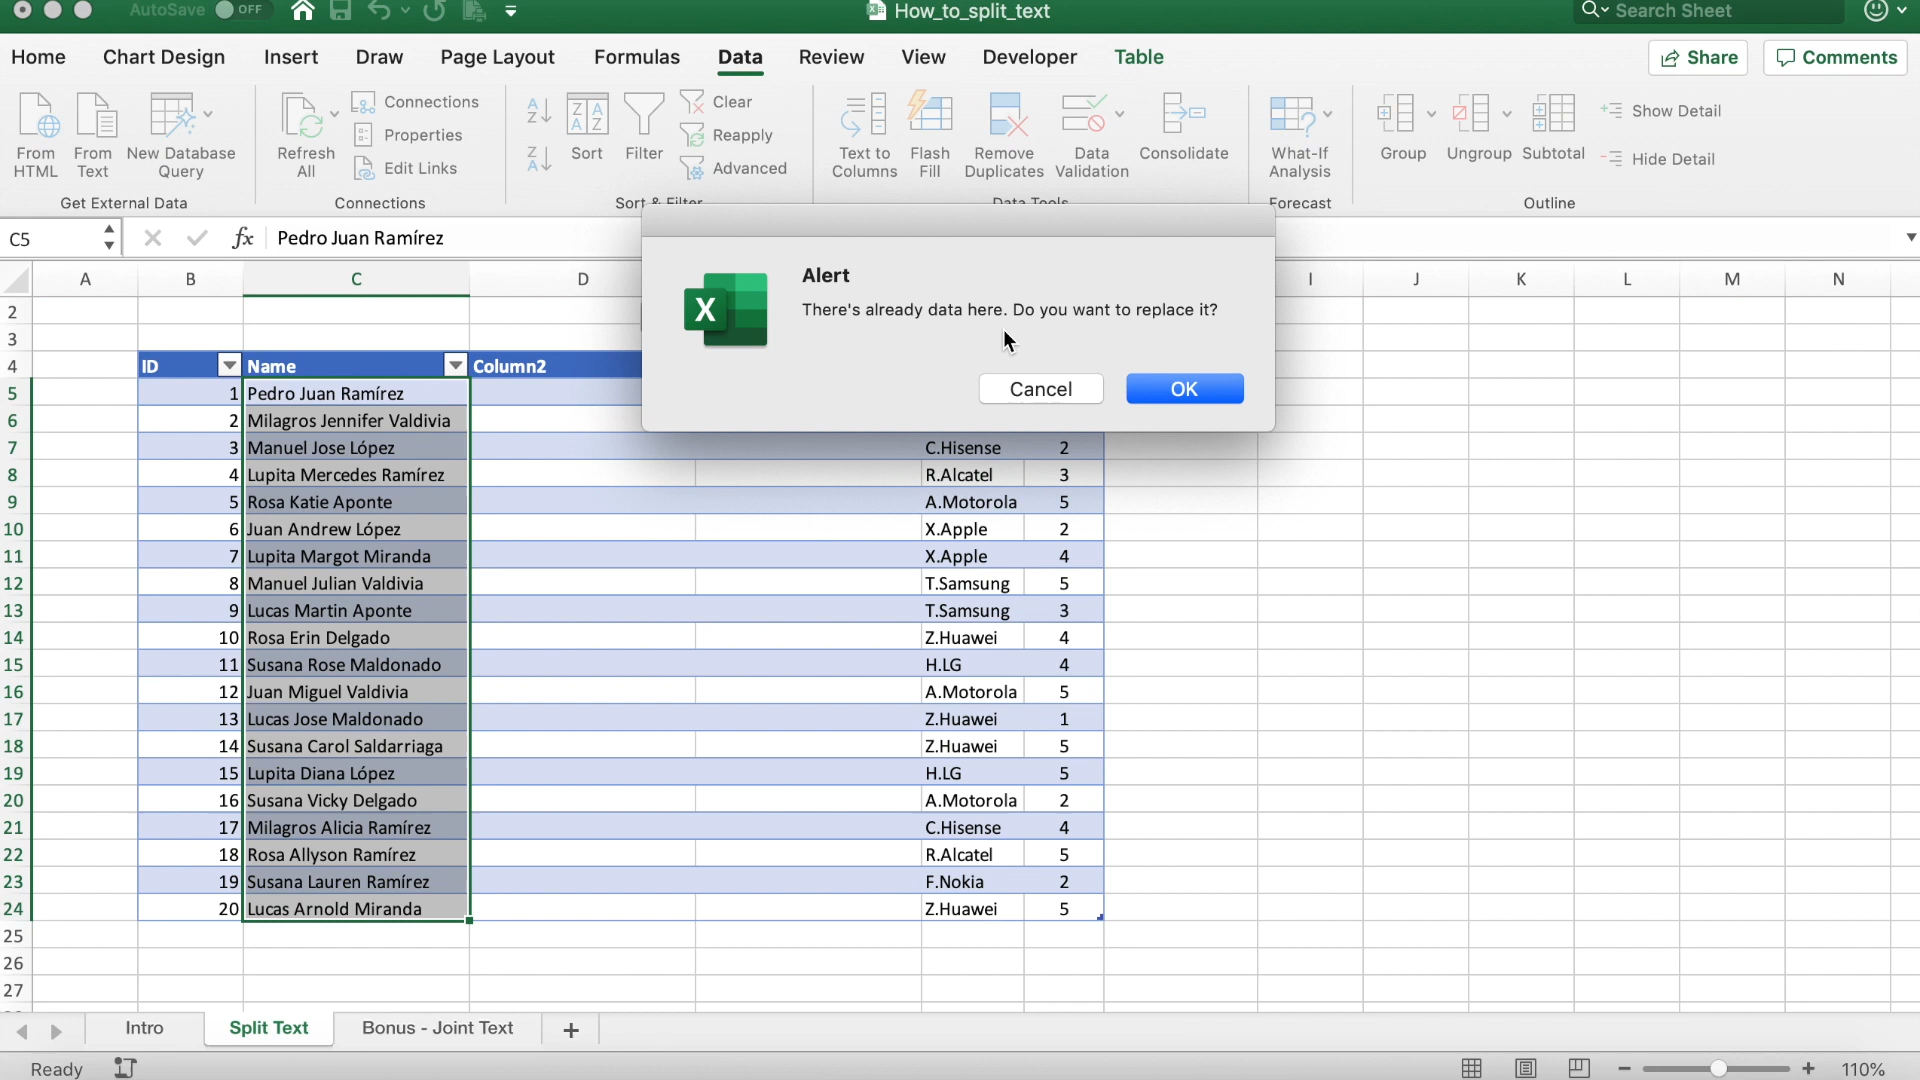 AutoSave OFF How_to_split_text Search Sheet
Home Chart Design Insert Draw Page Layout Formulas Data Review View Developer Table Share Comments
From HTML From Text New Database Query Refresh All Connections Properties Edit Links Sort Filter Clear Reapply Advanced Text to Columns Flash Fill Remove Duplicates Data Validation Consolidate What-If Analysis Group Ungroup Subtotal Show Detail Hide Detail
Get External Data Connections Sort & Filter Data Tools Forecast Outline
C5 fx Pedro Juan Ramírez
Alert
There's already data here. Do you want to replace it?
Cancel OK
A B C D I J K L M N
2
3
4 ID Name Column2
5 1 Pedro Juan Ramírez
6 2 Milagros Jennifer Valdivia
7 3 Manuel Jose López C.Hisense 2
8 4 Lupita Mercedes Ramírez R.Alcatel 3
9 5 Rosa Katie Aponte A.Motorola 5
10 6 Juan Andrew López X.Apple 2
11 7 Lupita Margot Miranda X.Apple 4
12 8 Manuel Julian Valdivia T.Samsung 5
13 9 Lucas Martin Aponte T.Samsung 3
14 10 Rosa Erin Delgado Z.Huawei 4
15 11 Susana Rose Maldonado H.LG 4
16 12 Juan Miguel Valdivia A.Motorola 5
17 13 Lucas Jose Maldonado Z.Huawei 1
18 14 Susana Carol Saldarriaga Z.Huawei 5
19 15 Lupita Diana López H.LG 5
20 16 Susana Vicky Delgado A.Motorola 2
21 17 Milagros Alicia Ramírez C.Hisense 4
22 18 Rosa Allyson Ramírez R.Alcatel 5
23 19 Susana Lauren Ramírez F.Nokia 2
24 20 Lucas Arnold Miranda Z.Huawei 5
25
26
27
Intro Split Text Bonus - Joint Text +
Ready 110%